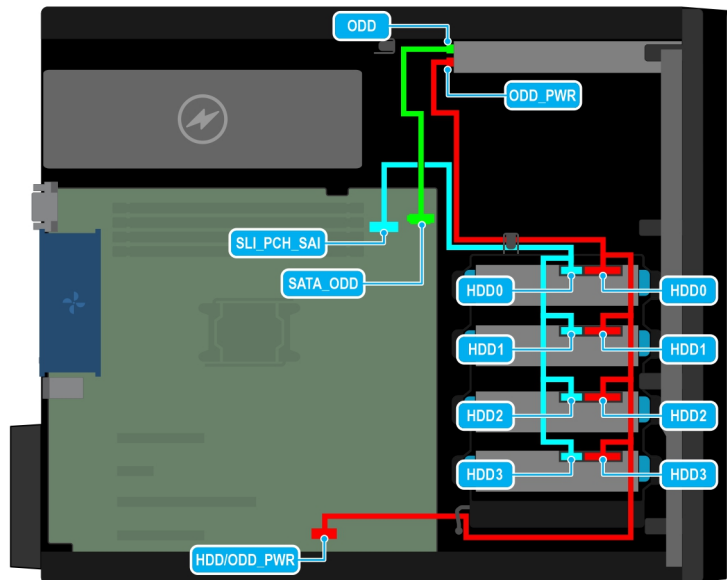 ODD
ODD_PWR
SLI_PCH_SAI
SATA_ODD
HDD0
HDD0
HDD1
HDD1
HDD2
HDD2
HDD3
HDD3
HDD/ODD_PWR